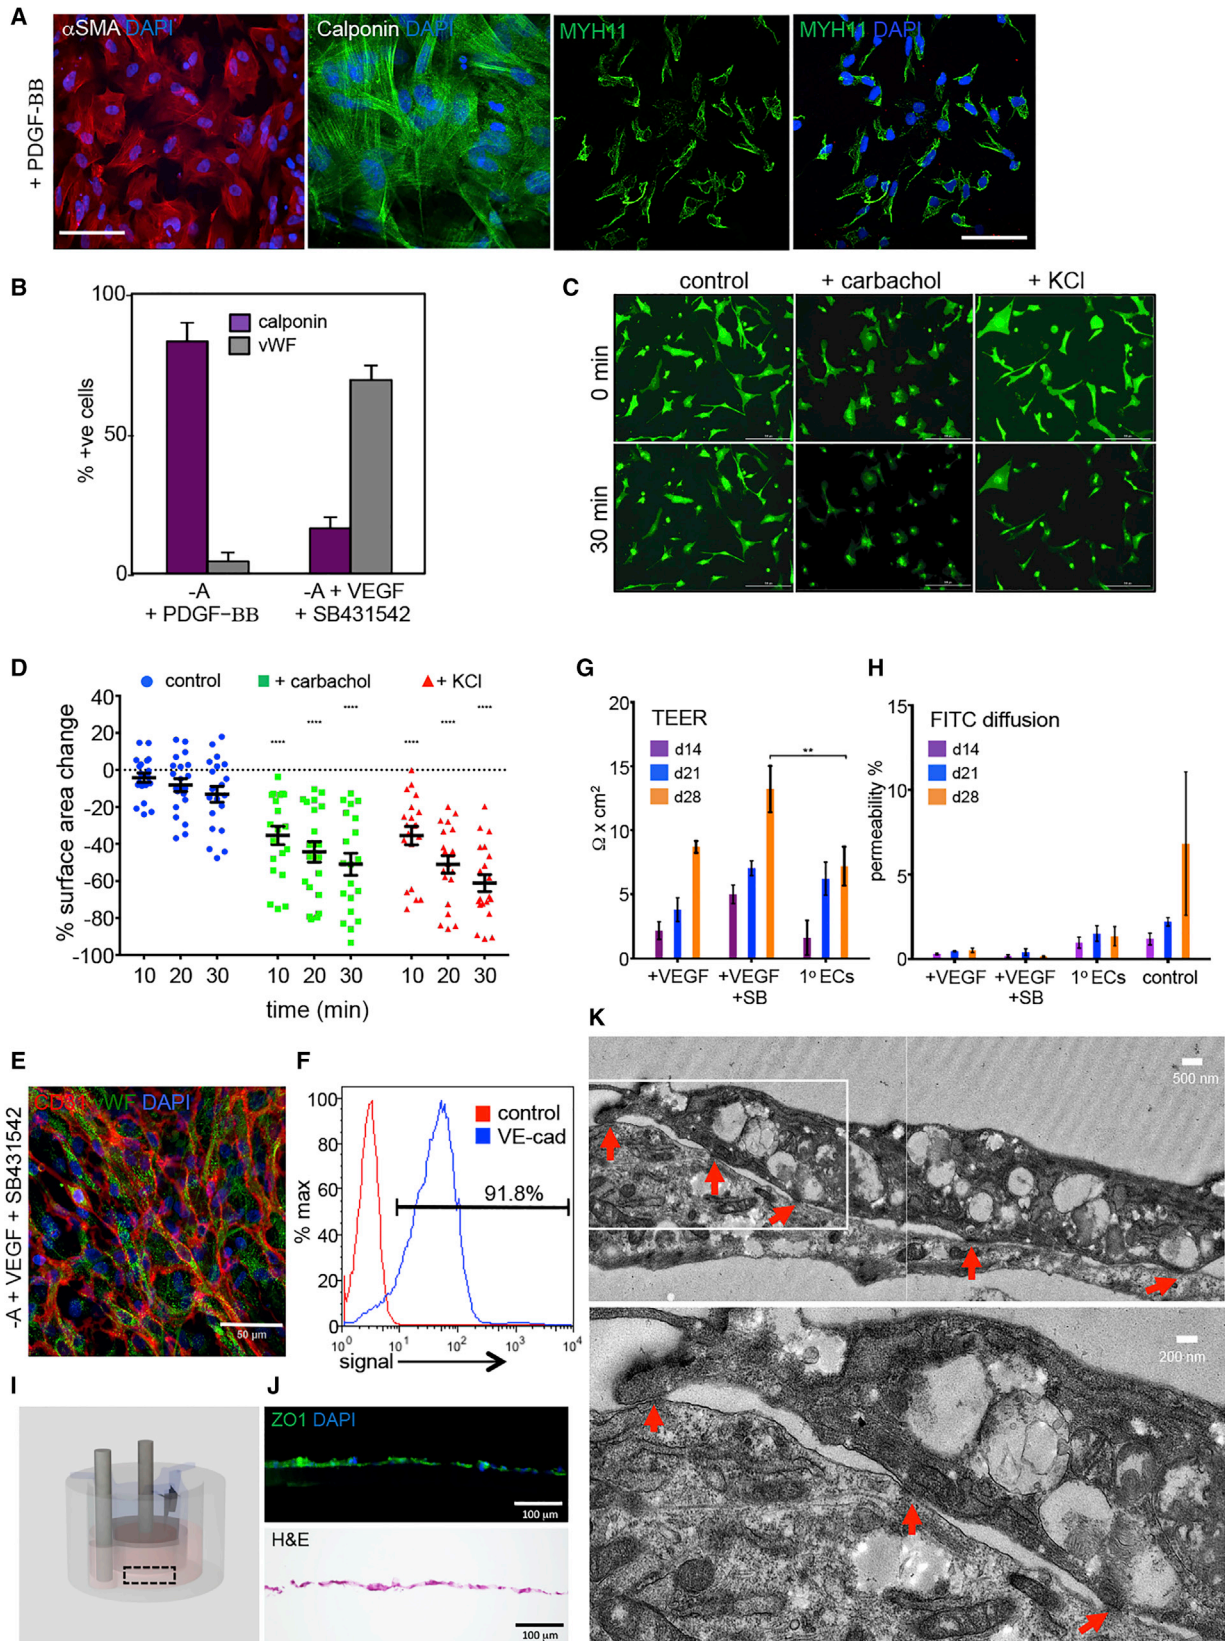 A
αSMA DAPI
Calponin DAPI
MYH11
MYH11 DAPI
+ PDGF-BB
B
100
50
0
% +ve cells
calponin
vWF
-A
+ PDGF-BB
-A + VEGF
+ SB431542
C
control
+ carbachol
+ KCl
0 min
30 min
D
control
+ carbachol
+ KCl
40
20
0
-20
-40
-60
-80
-100
% surface area change
****
****
****
****
****
****
10 20 30 10 20 30 10 20 30
time (min)
G
20
15
10
5
0
Ω x cm²
TEER
d14
d21
d28
**
+VEGF
+VEGF
+SB
1º ECs
H
15
10
5
0
permeability %
FITC diffusion
d14
d21
d28
+VEGF
+VEGF
+SB
1º ECs
control
E
-A + VEGF + SB431542
CD31 vWF DAPI
50 µm
F
100
80
60
40
20
0
% max
control
VE-cad
91.8%
10⁰ 10¹ 10² 10³ 10⁴
signal
I
J
ZO1 DAPI
100 µm
H&E
100 µm
K
500 nm
200 nm